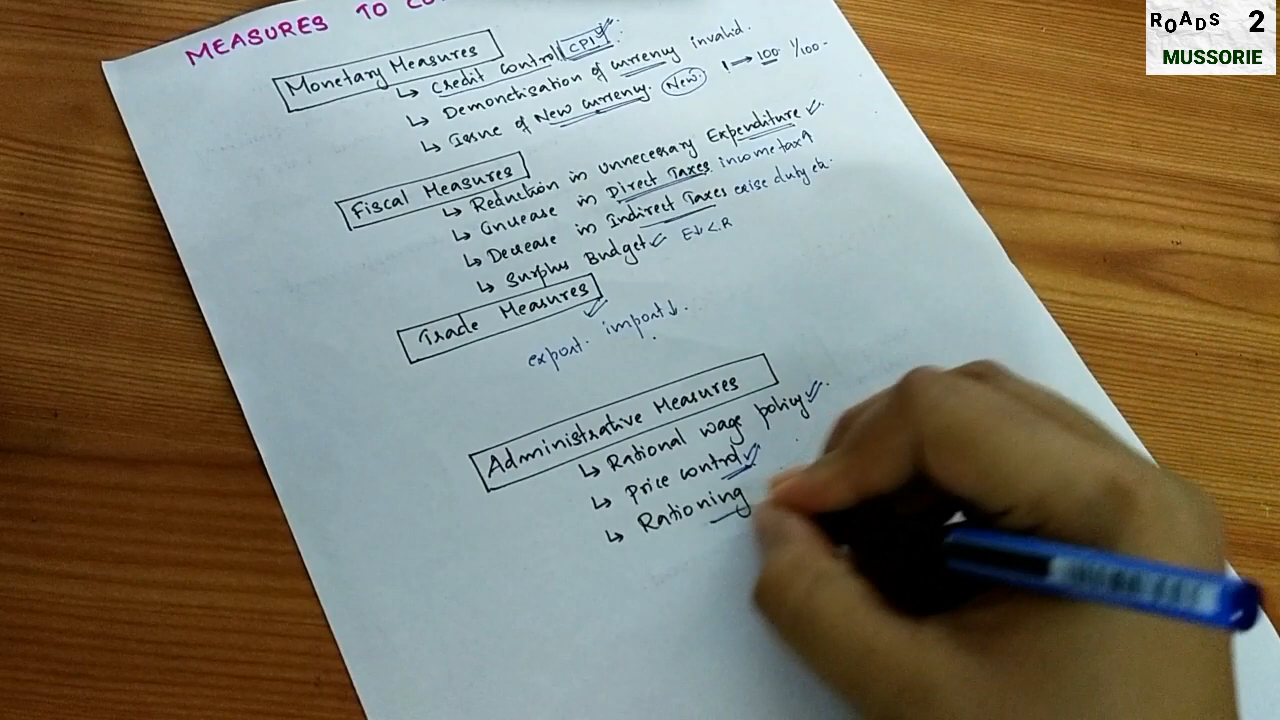 ROADS 2
MUSSORIE
MEASURES TO
Monetary Measures
↳ Credit control CPI
↳ Demonetisation of currency invalid.
↳ Issue of New currency. New. 1 → 100 1/100-
Fiscal Measures
↳ Reduction in unnecessary Expenditure
↳ Increase in Direct Taxes income tax↑
↳ Decrease in Indirect Taxes exise duty etc.
↳ Surplus Budget E↓ < R
Trade Measures
export. import↓.
Administrative Measures
↳ Rational wage policy
↳ Price control
↳ Rationing